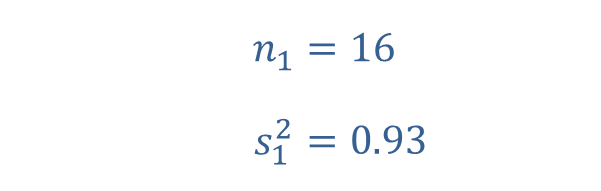 n₁ = 16
s₁² = 0.93